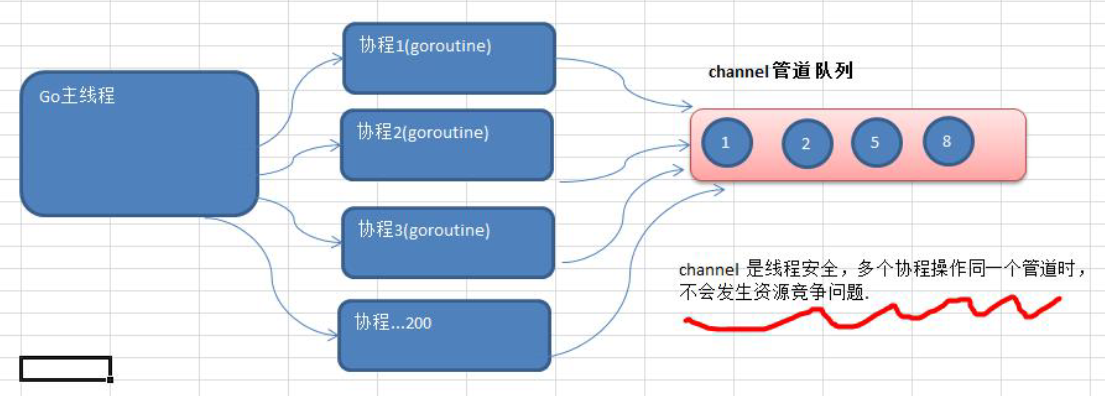 Go主线程
协程1(goroutine)
协程2(goroutine)
协程3(goroutine)
协程...200
channel管道队列
1 2 5 8
channel 是线程安全，多个协程操作同一个管道时，
不会发生资源竞争问题.